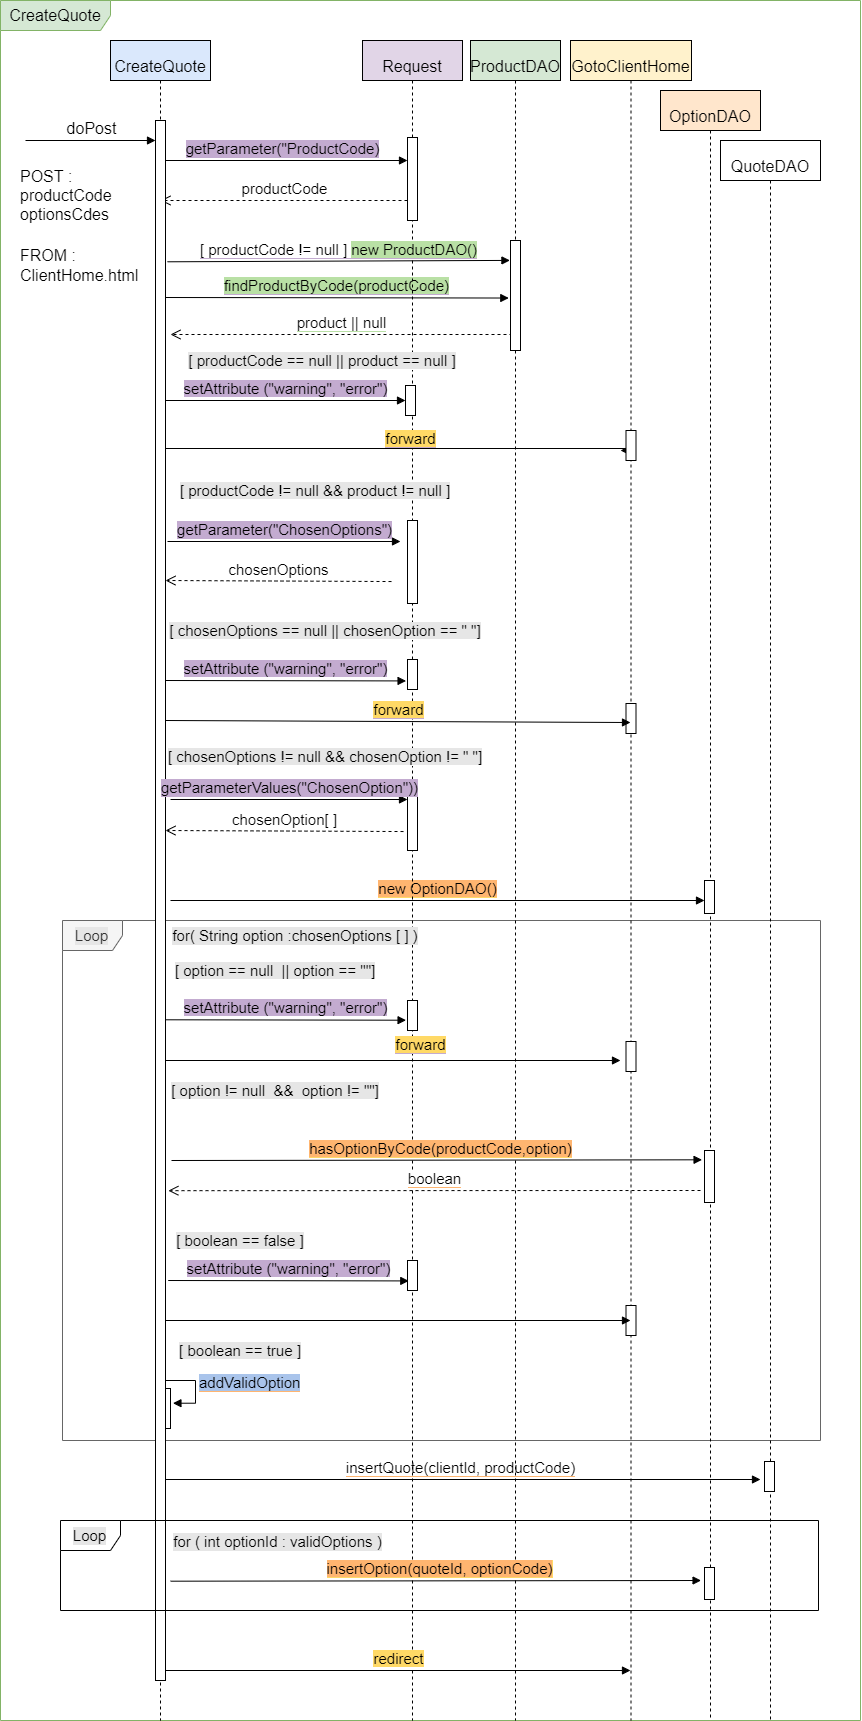 CreateQuote
CreateQuote
Request
ProductDAO
GotoClientHome
OptionDAO
QuoteDAO
doPost
getParameter("ProductCode)
POST :
productCode
optionsCdes
productCode
FROM :
ClientHome.html
[ productCode != null ] new ProductDAO()
findProductByCode(productCode)
product || null
[ productCode == null || product == null ]
setAttribute ("warning", "error")
forward
[ productCode != null && product != null ]
getParameter("ChosenOptions")
chosenOptions
[ chosenOptions == null || chosenOption == " "]
setAttribute ("warning", "error")
forward
[ chosenOptions != null && chosenOption != " "]
getParameterValues("ChosenOption"))
chosenOption[ ]
new OptionDAO()
Loop
for( String option :chosenOptions [ ] )
[ option == null  || option == ""]
setAttribute ("warning", "error")
forward
[ option != null  &&  option != ""]
hasOptionByCode(productCode,option)
boolean
[ boolean == false ]
setAttribute ("warning", "error")
[ boolean == true ]
addValidOption
insertQuote(clientId, productCode)
Loop
for ( int optionId : validOptions )
insertOption(quoteId, optionCode)
redirect